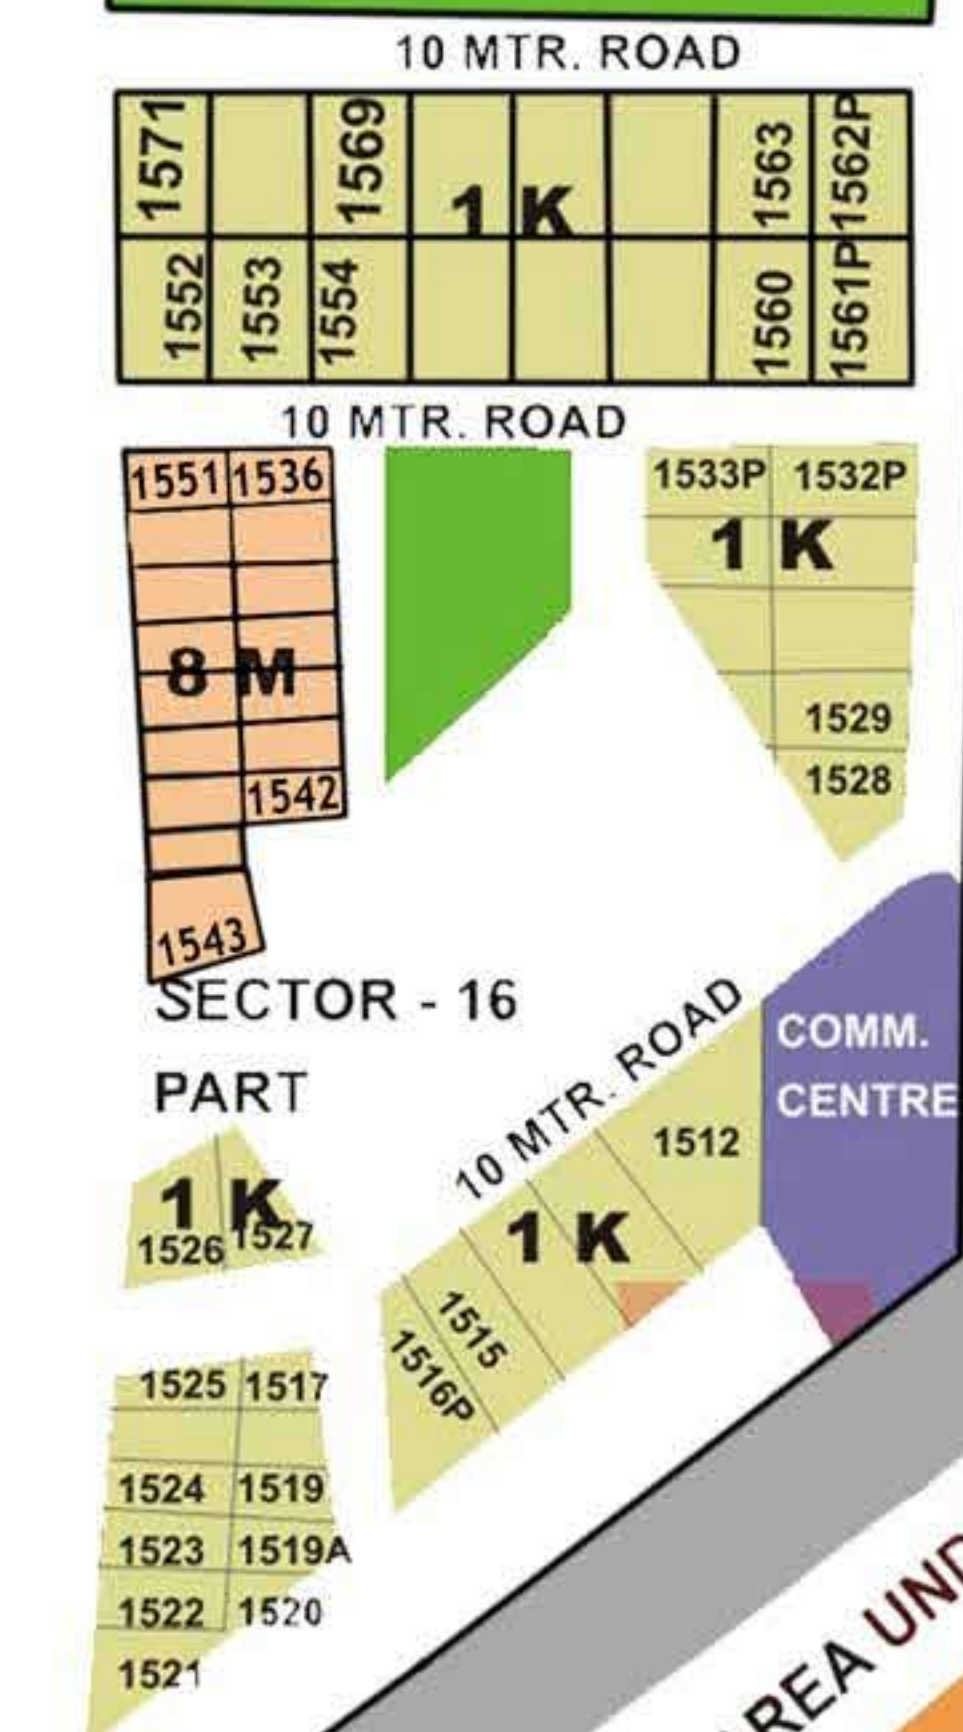 10 MTR. ROAD
1571
1569
1563
1562P
1 K
1552
1553
1554
1560
1561P
10 MTR. ROAD
1551 1536
1533P 1532P
1 K
8 M
1529
1528
1542
1543
SECTOR - 16
PART
10 MTR. ROAD
COMM.
CENTRE
1512
1 K
1526 1527
1 K
1515
1516P
1525 1517
1524 1519
1523 1519A
1522 1520
1521
REA UND